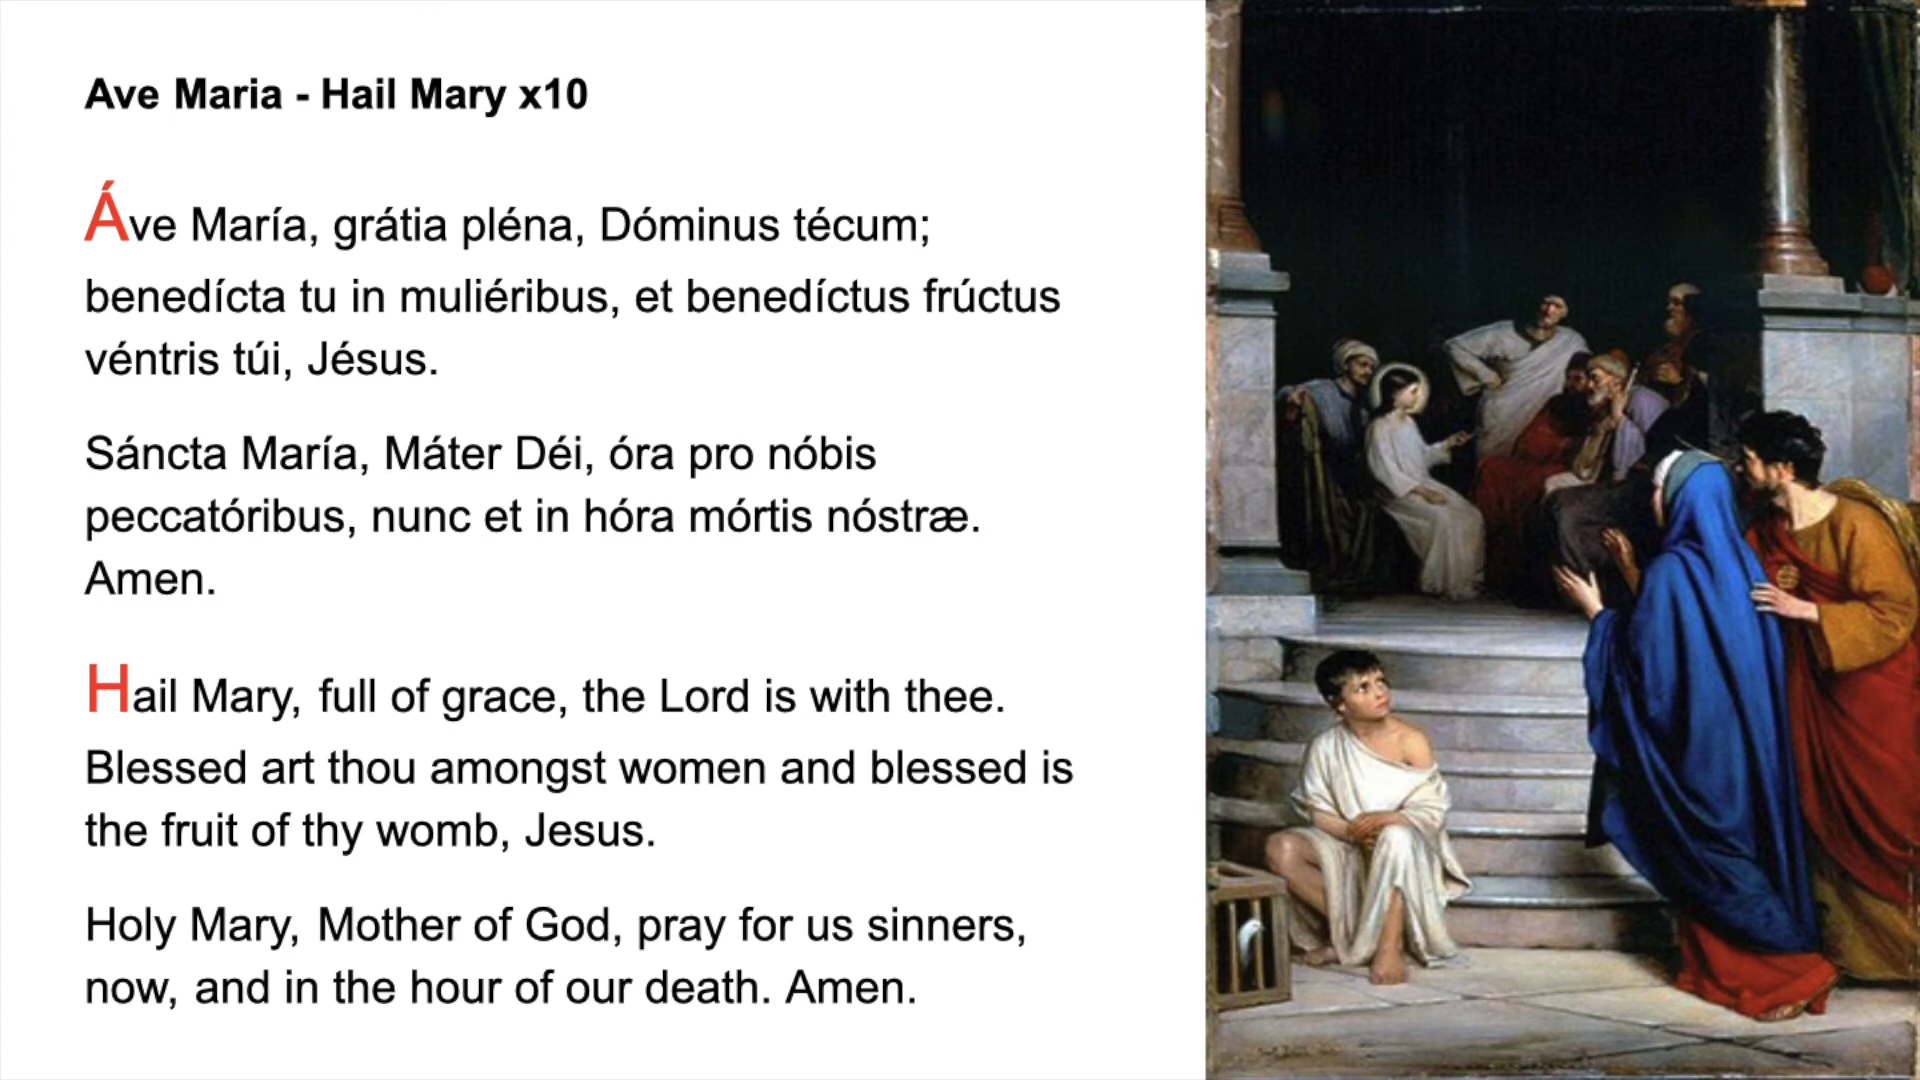 Ave Maria - Hail Mary x10
Áve María, grátia pléna, Dóminus técum;
benedícta tu in muliéribus, et benedíctus frúctus
véntris túi, Jésus.
Sáncta María, Máter Déi, óra pro nóbis
peccatóribus, nunc et in hóra mórtis nóstræ.
Amen.
Hail Mary, full of grace, the Lord is with thee.
Blessed art thou amongst women and blessed is
the fruit of thy womb, Jesus.
Holy Mary, Mother of God, pray for us sinners,
now, and in the hour of our death. Amen.